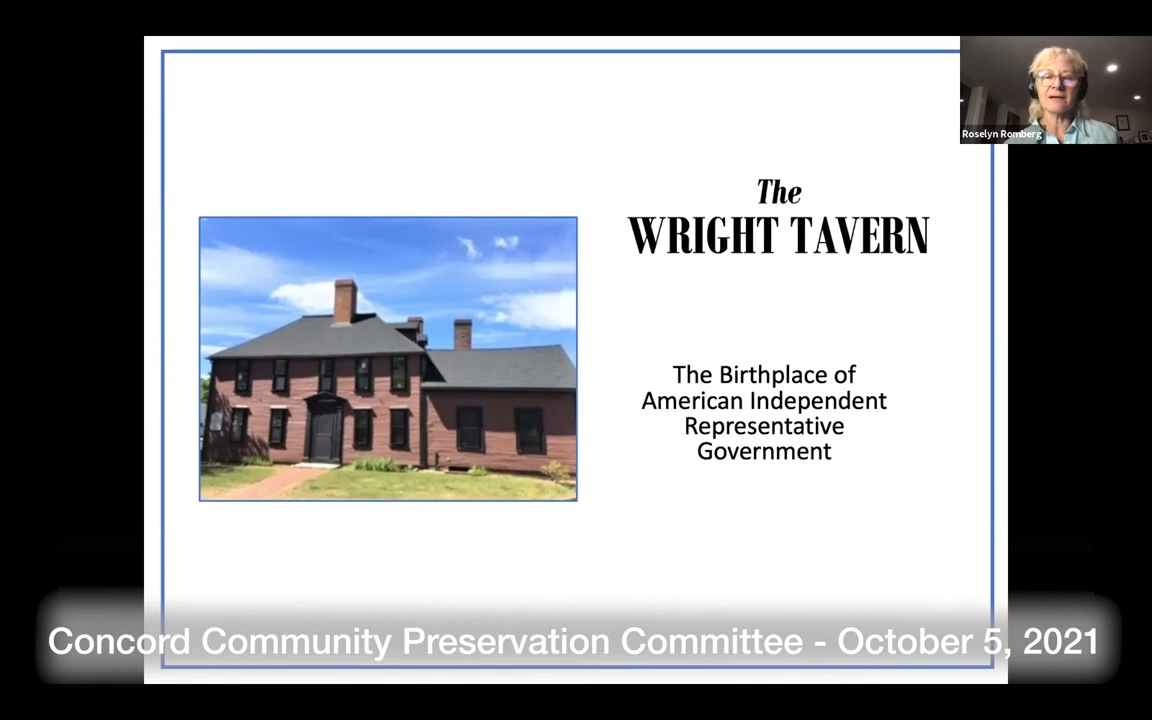 Roselyn Romberg
The
WRIGHT TAVERN
The Birthplace of
American Independent
Representative
Government
Concord Community Preservation Committee - October 5, 2021